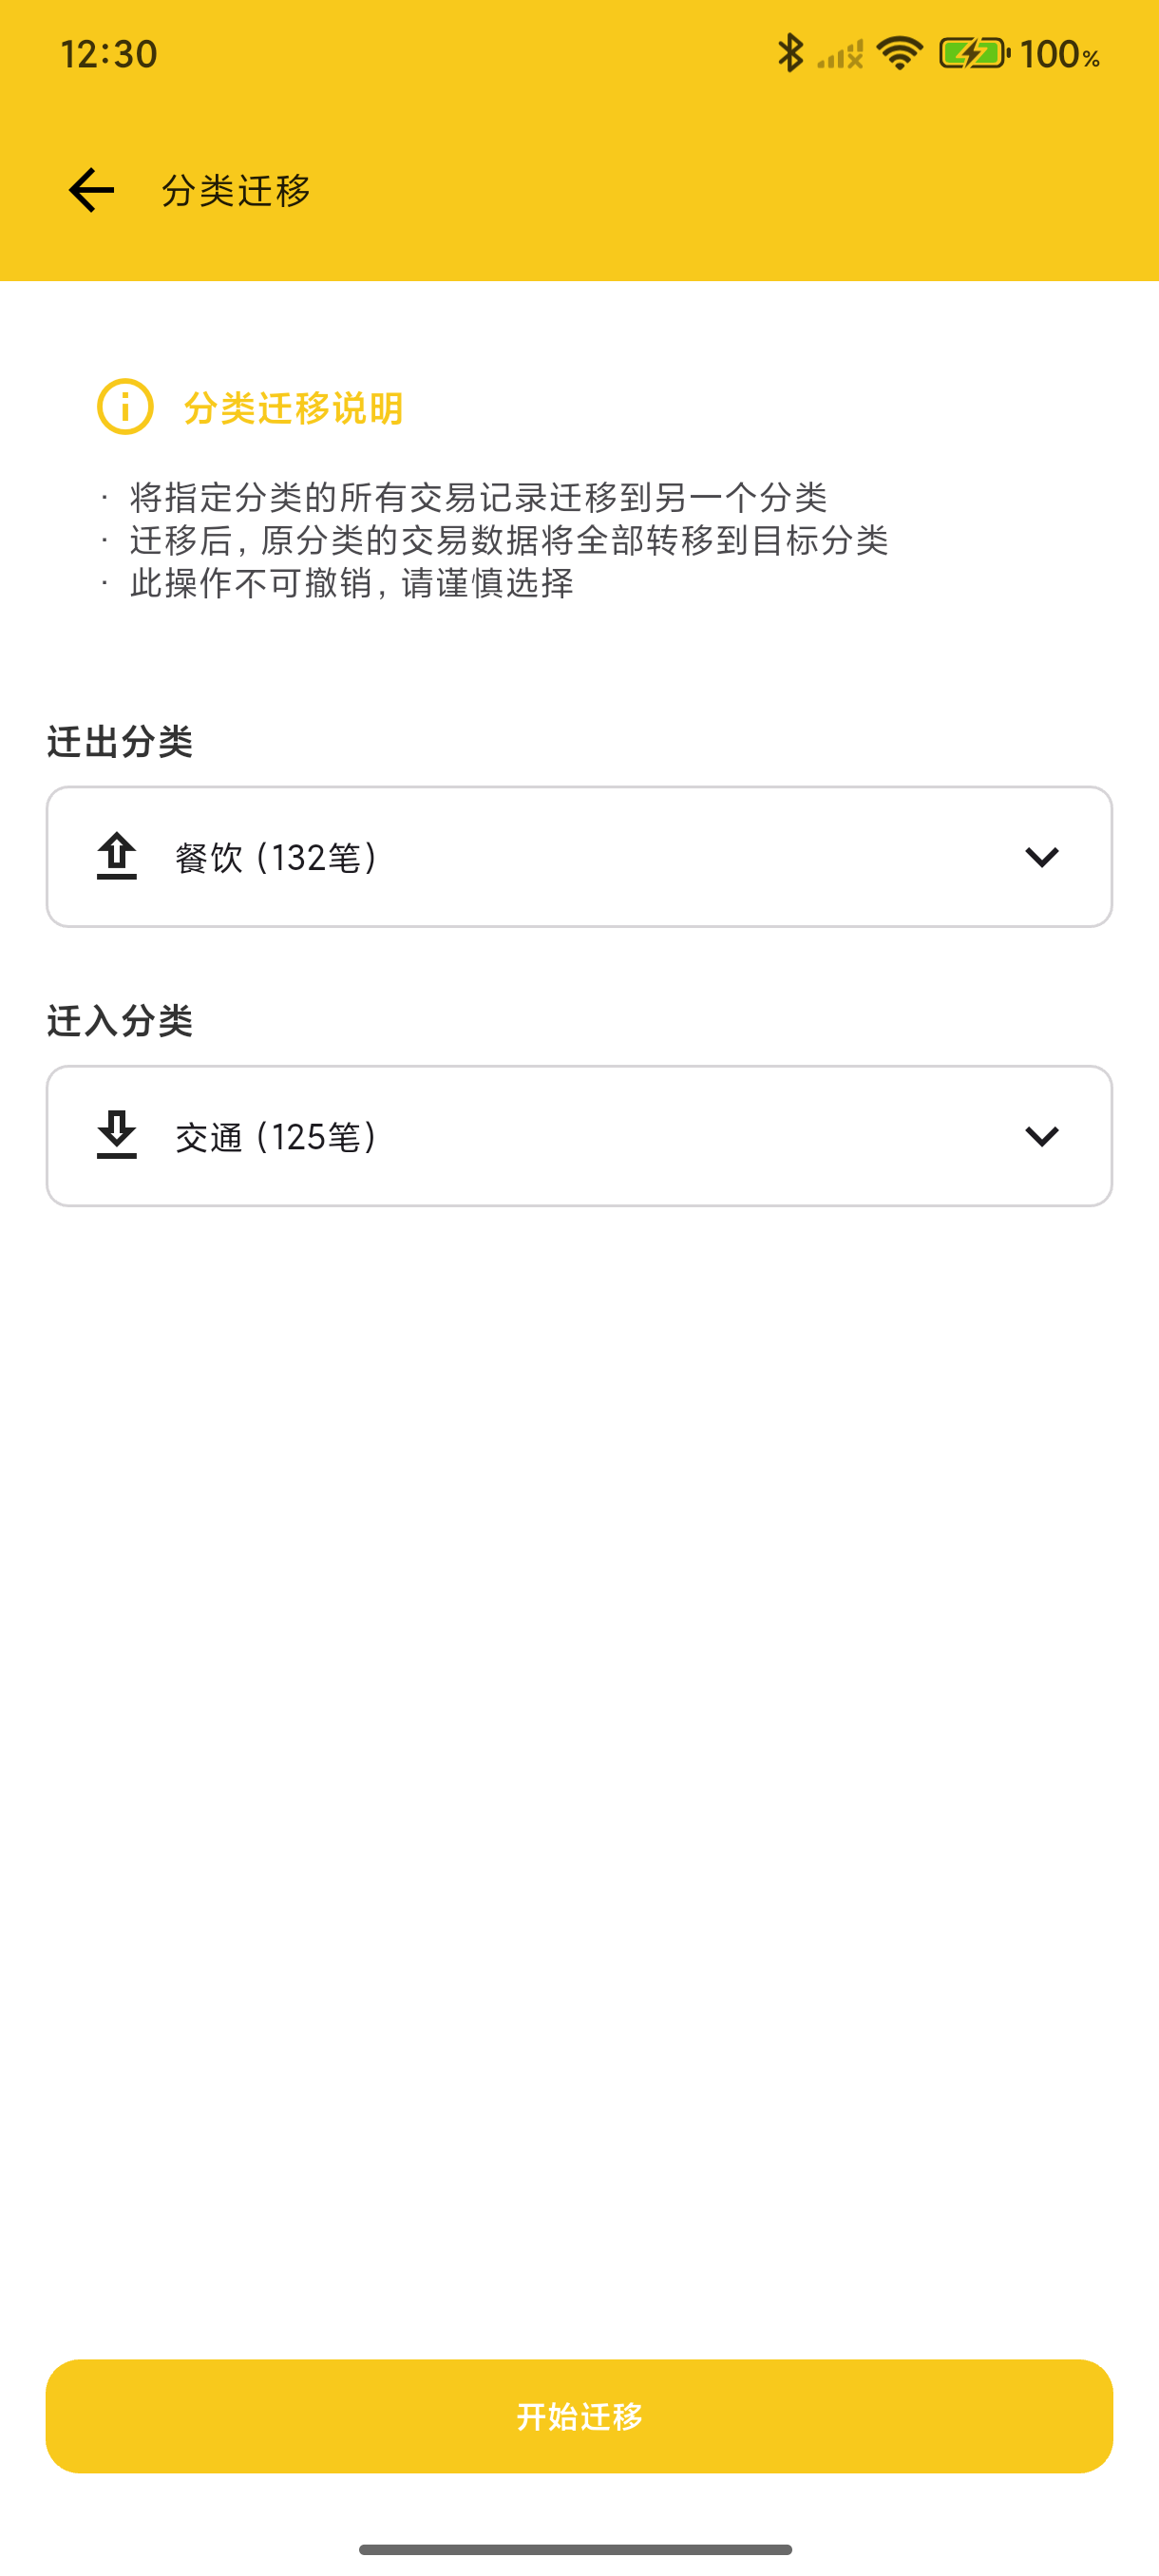 12:30
100%
分类迁移
分类迁移说明
· 将指定分类的所有交易记录迁移到另一个分类
· 迁移后，原分类的交易数据将全部转移到目标分类
· 此操作不可撤销，请谨慎选择
迁出分类
餐饮 (132笔)
迁入分类
交通 (125笔)
开始迁移